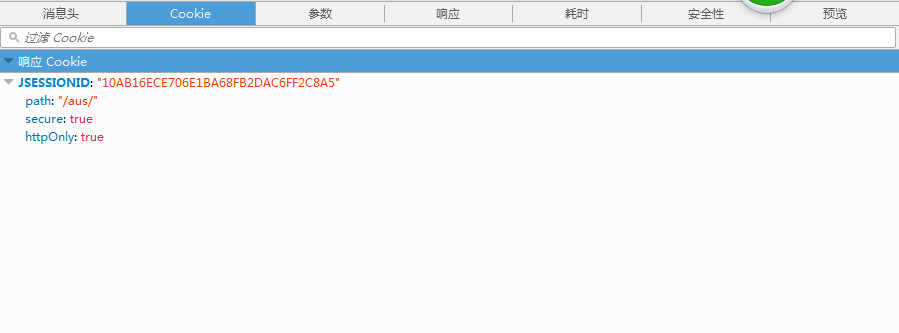 消息头 Cookie 参数 响应 耗时 安全性 预览
过滤 Cookie
响应 Cookie
JSESSIONID: "10AB16ECE706E1BA68FB2DAC6FF2C8A5"
path: "/aus/"
secure: true
httpOnly: true